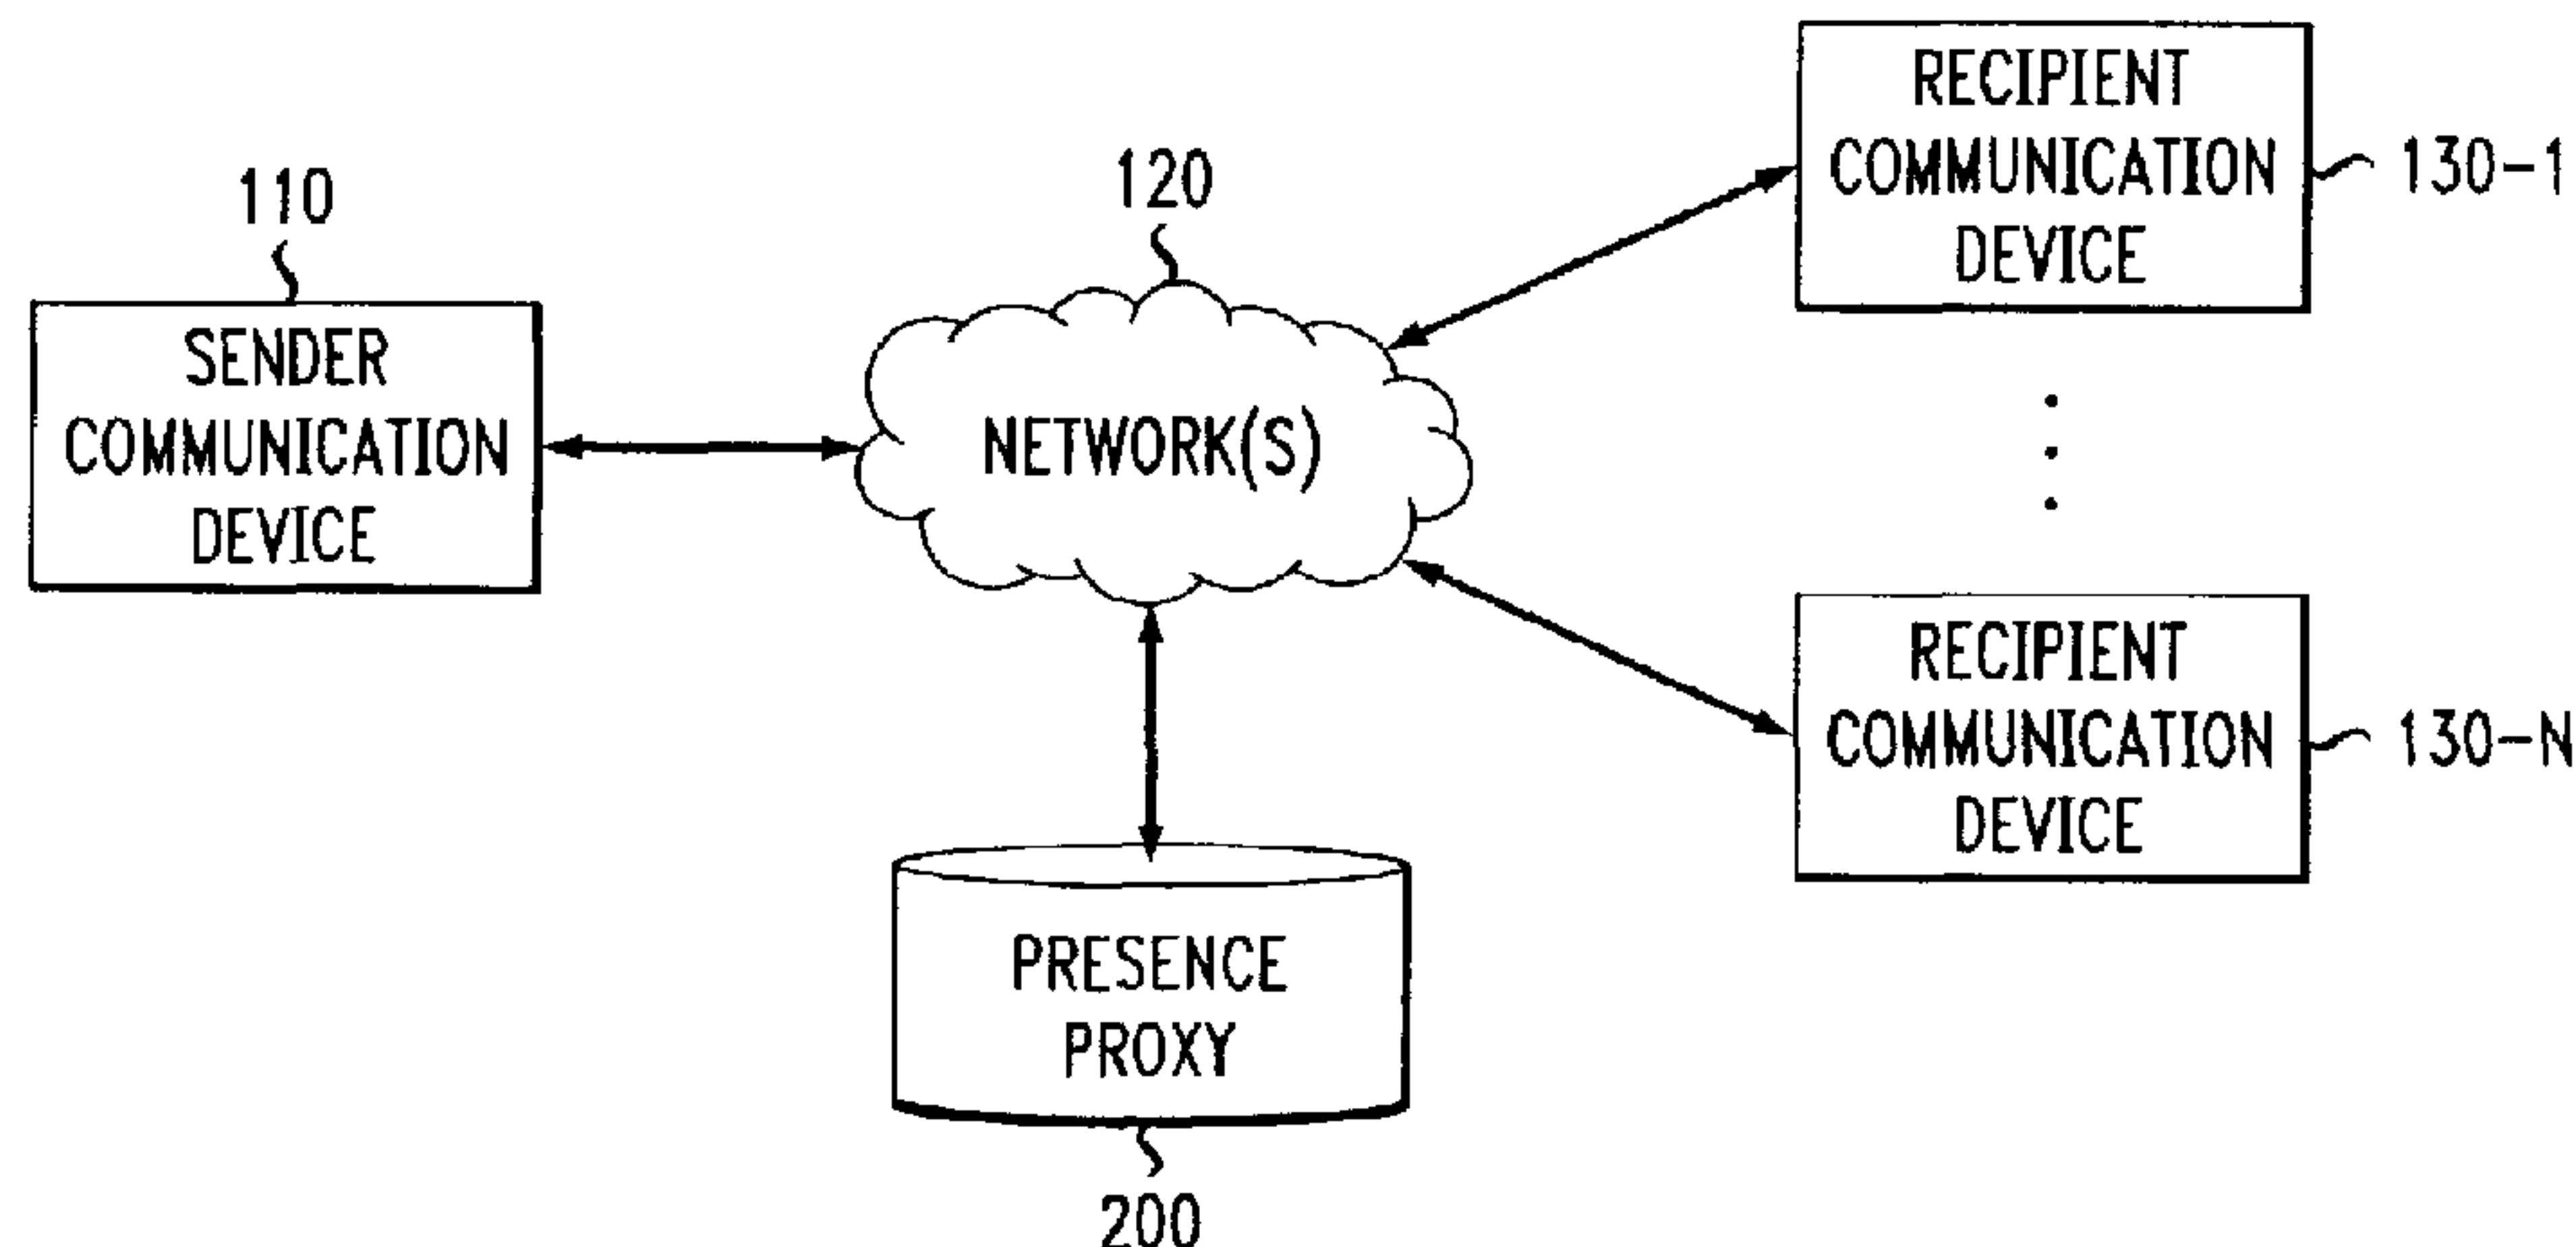 110
SENDER
COMMUNICATION
DEVICE
120
NETWORK(S)
RECIPIENT
COMMUNICATION
DEVICE
130-1
RECIPIENT
COMMUNICATION
DEVICE
130-N
PRESENCE
PROXY
200